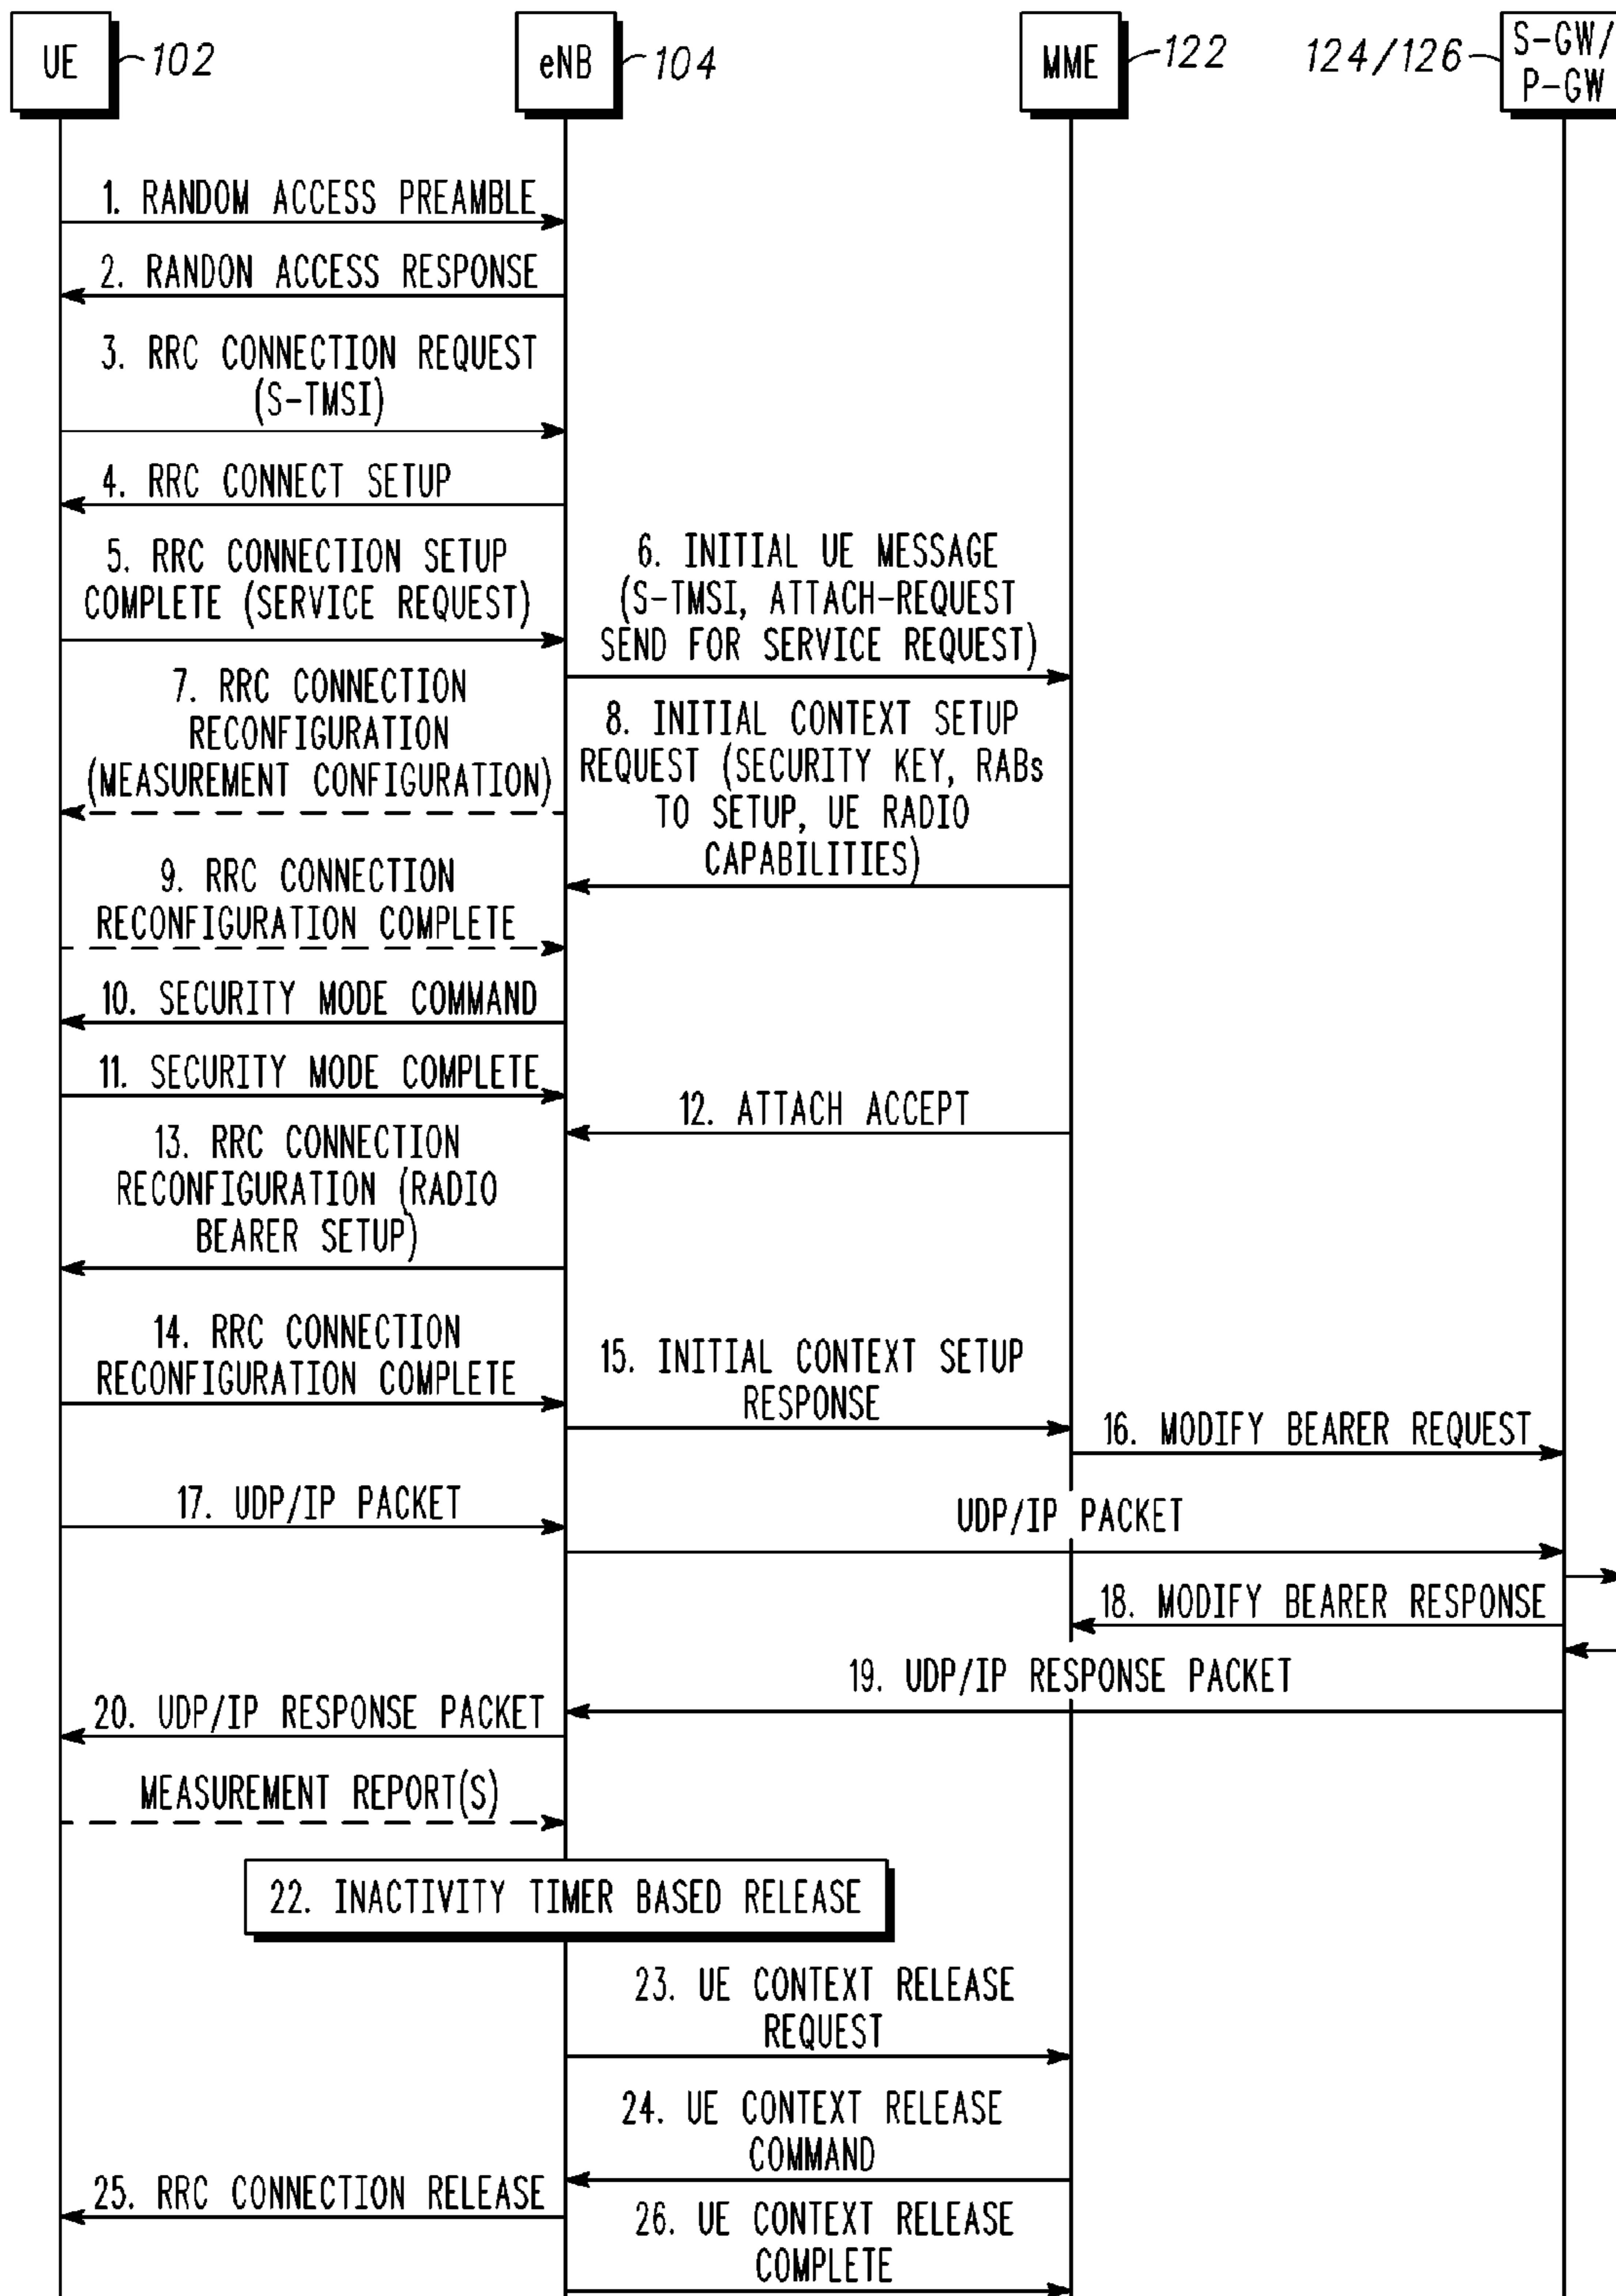 UE
102
eNB
104
MME
122
124/126
S-GW/
P-GW
1. RANDOM ACCESS PREAMBLE
2. RANDON ACCESS RESPONSE
3. RRC CONNECTION REQUEST
(S-TMSI)
4. RRC CONNECT SETUP
5. RRC CONNECTION SETUP
COMPLETE (SERVICE REQUEST)
6. INITIAL UE MESSAGE
(S-TMSI, ATTACH-REQUEST
SEND FOR SERVICE REQUEST)
7. RRC CONNECTION
RECONFIGURATION
(MEASUREMENT CONFIGURATION)
8. INITIAL CONTEXT SETUP
REQUEST (SECURITY KEY, RABs
TO SETUP, UE RADIO
CAPABILITIES)
9. RRC CONNECTION
RECONFIGURATION COMPLETE
10. SECURITY MODE COMMAND
11. SECURITY MODE COMPLETE
12. ATTACH ACCEPT
13. RRC CONNECTION
RECONFIGURATION (RADIO
BEARER SETUP)
14. RRC CONNECTION
RECONFIGURATION COMPLETE
15. INITIAL CONTEXT SETUP
RESPONSE
16. MODIFY BEARER REQUEST
17. UDP/IP PACKET
UDP/IP PACKET
18. MODIFY BEARER RESPONSE
19. UDP/IP RESPONSE PACKET
20. UDP/IP RESPONSE PACKET
MEASUREMENT REPORT(S)
22. INACTIVITY TIMER BASED RELEASE
23. UE CONTEXT RELEASE
REQUEST
24. UE CONTEXT RELEASE
COMMAND
25. RRC CONNECTION RELEASE
26. UE CONTEXT RELEASE
COMPLETE